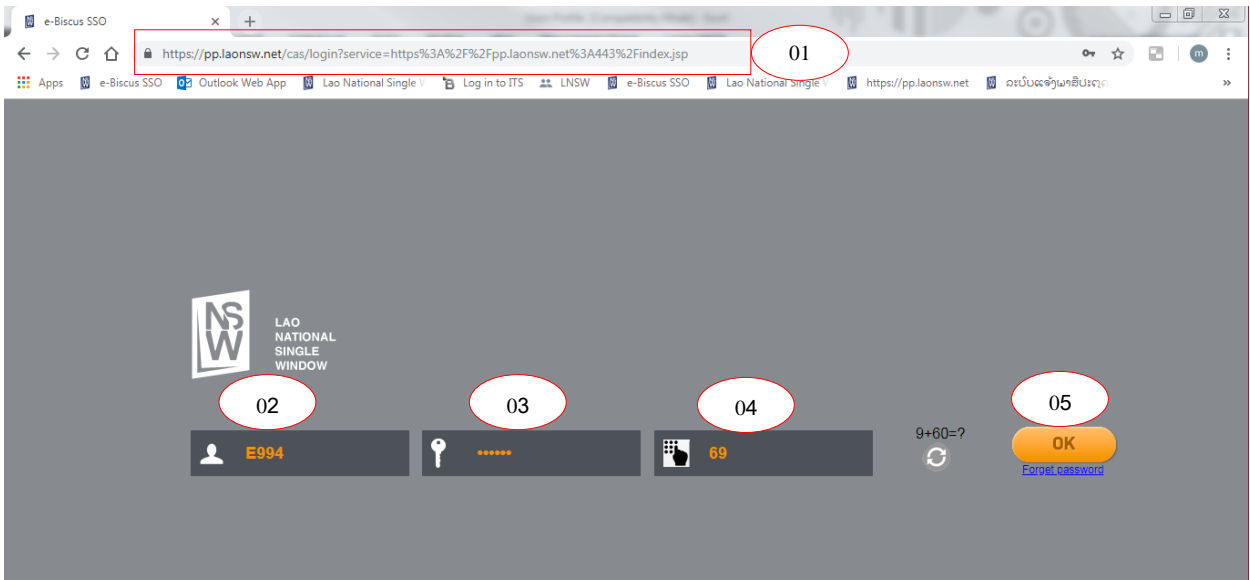 e-Biscus SSO
01
https://pp.laonsw.net/cas/login?service=https%3A%2F%2Fpp.laonsw.net%3A443%2Findex.jsp
m
Apps e-Biscus SSO Outlook Web App Lao National Single Log in to ITS LNSW e-Biscus SSO Lao National Single https://pp.laonsw.net »
NSW
LAO
NATIONAL
SINGLE
WINDOW
02 03 04 05
E994 •••••• 69 9+60=? OK
Forget password